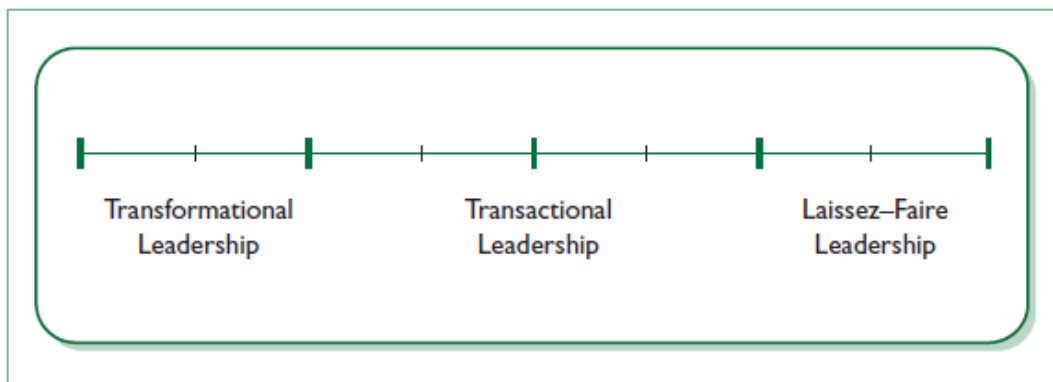 Transformational
Leadership
Transactional
Leadership
Laissez–Faire
Leadership